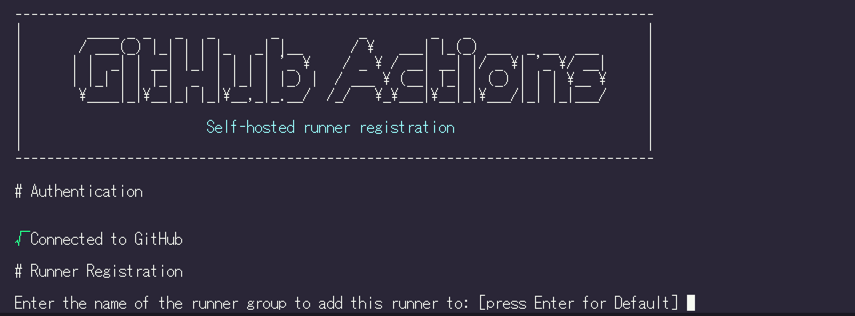 GitHub Actions
Self-hosted runner registration
# Authentication
√ Connected to GitHub
# Runner Registration
Enter the name of the runner group to add this runner to: [press Enter for Default]